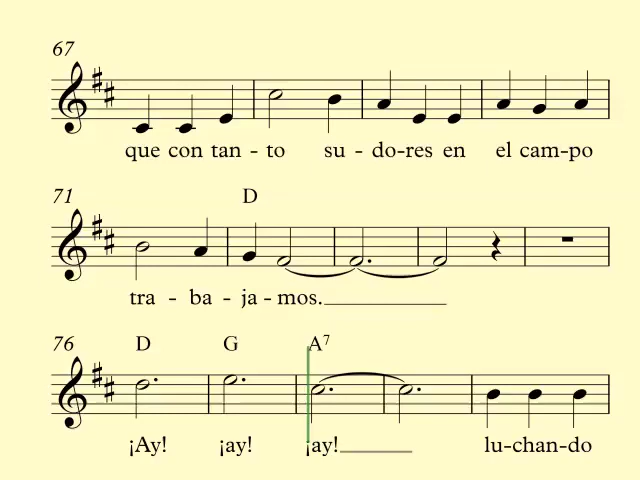 67
que con tan - to su - do-res en el cam-po
71 D
tra - ba - ja - mos.
76 D G A7
¡Ay! ¡ay! ¡ay! lu-chan-do